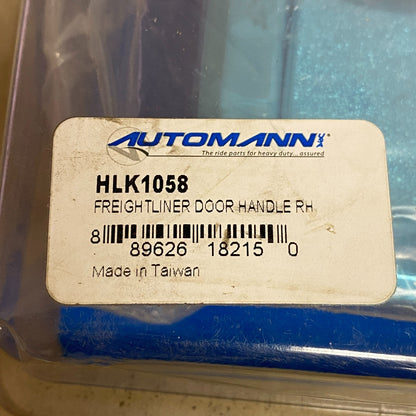 AUTOMANN
The ride parts for heavy duty... assured
HLK1058
FREIGHTLINER DOOR HANDLE RH
8 89626 18215 0
Made in Taiwan